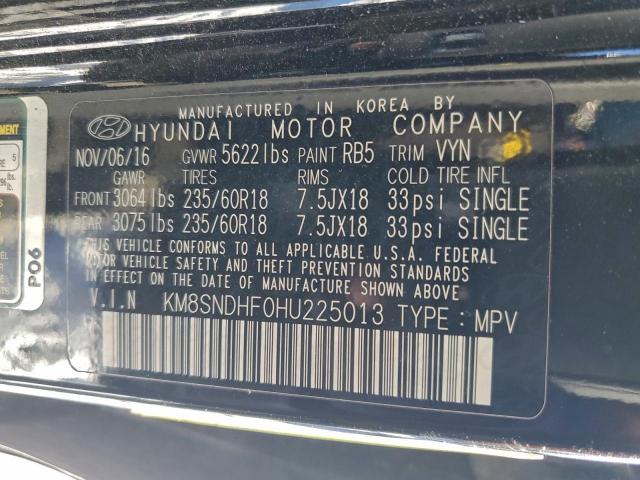 MANUFACTURED IN KOREA BY
HYUNDAI MOTOR COMPANY
NOV/06/16 GVWR 5622lbs PAINT RB5 TRIM VYN
GAWR TIRES RIMS COLD TIRE INFL
FRONT 3064lbs 235/60R18 7.5JX18 33psi SINGLE
REAR 3075lbs 235/60R18 7.5JX18 33psi SINGLE
THIS VEHICLE CONFORMS TO ALL APPLICABLE U.S.A. FEDERAL
MOTOR VEHICLE SAFETY AND THEFT PREVENTION STANDARDS
IN EFFECT ON THE DATE OF MANUFACTURE SHOWN ABOVE.
V.I.N KM8SNDHF0HU225013 TYPE : MPV
P06
5